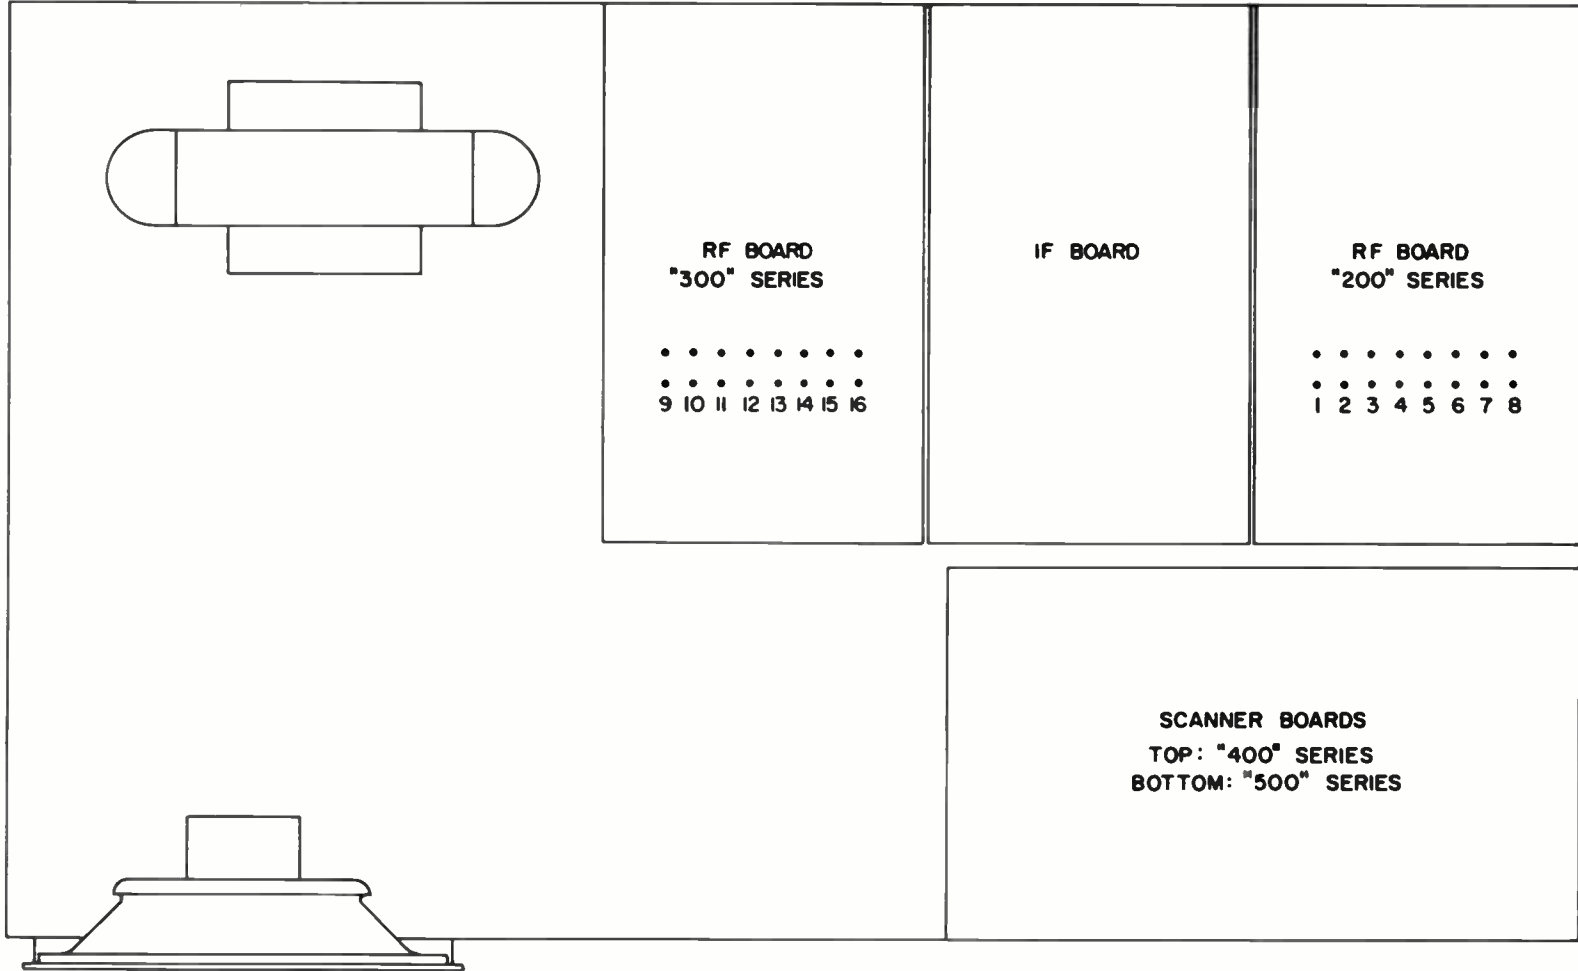 RF BOARD
"300" SERIES
9 10 11 12 13 14 15 16
IF BOARD
RF BOARD
"200" SERIES
1 2 3 4 5 6 7 8
SCANNER BOARDS
TOP: "400" SERIES
BOTTOM: "500" SERIES